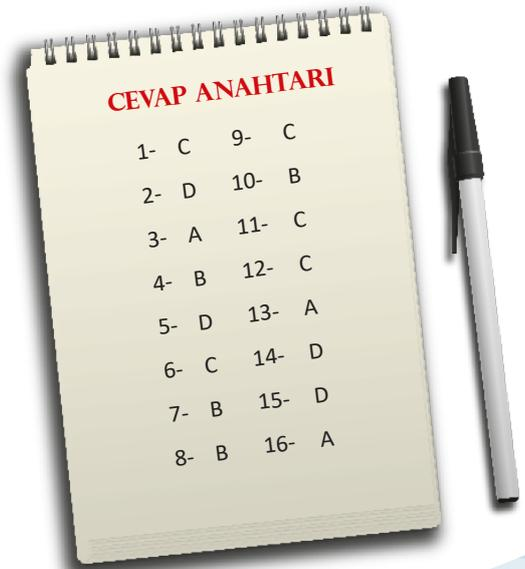 CEVAP ANAHTARI
1- C 9- C
2- D 10- B
3- A 11- C
4- B 12- C
5- D 13- A
6- C 14- D
7- B 15- D
8- B 16- A